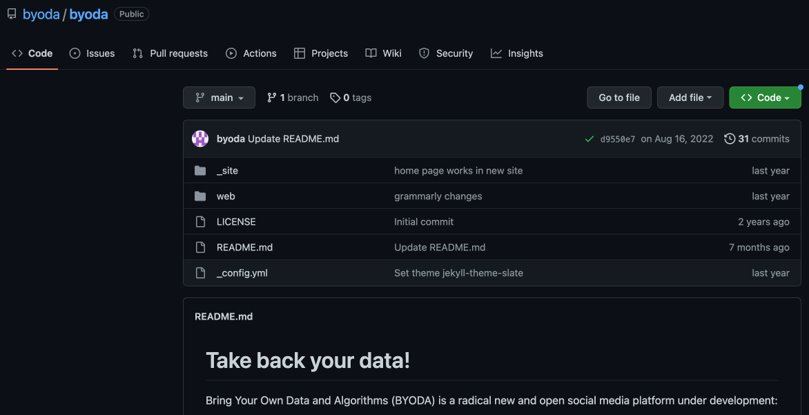 byoda / byoda Public
Code Issues Pull requests Actions Projects Wiki Security Insights
main 1 branch 0 tags Go to file Add file Code
byoda Update README.md d9550e7 on Aug 16, 2022 31 commits
_site home page works in new site last year
web grammarly changes last year
LICENSE Initial commit 2 years ago
README.md Update README.md 7 months ago
_config.yml Set theme jekyll-theme-slate last year
README.md
Take back your data!
Bring Your Own Data and Algorithms (BYODA) is a radical new and open social media platform under development: